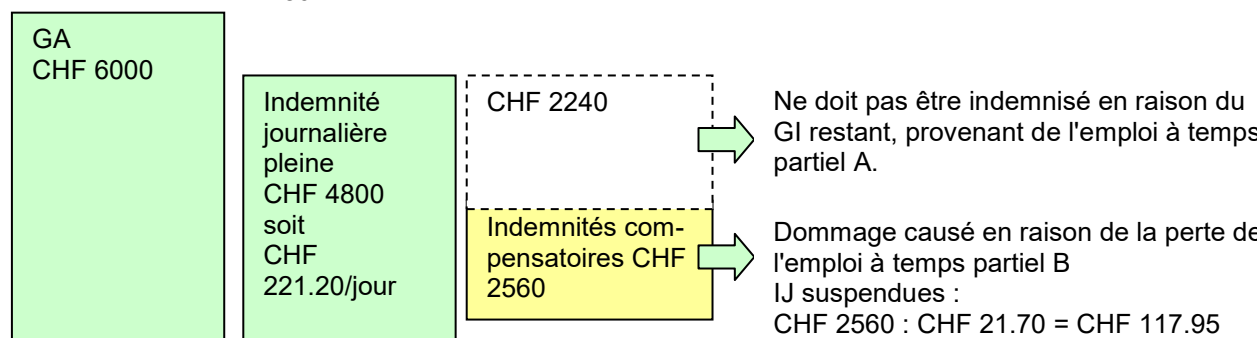 GA
CHF 6000
Indemnité
journalière
pleine
CHF 4800
soit
CHF
221.20/jour
CHF 2240
Indemnités com-
pensatoires CHF
2560
Ne doit pas être indemnisé en raison du
GI restant, provenant de l'emploi à temps
partiel A.
Dommage causé en raison de la perte de
l'emploi à temps partiel B
IJ suspendues :
CHF 2560 : CHF 21.70 = CHF 117.95